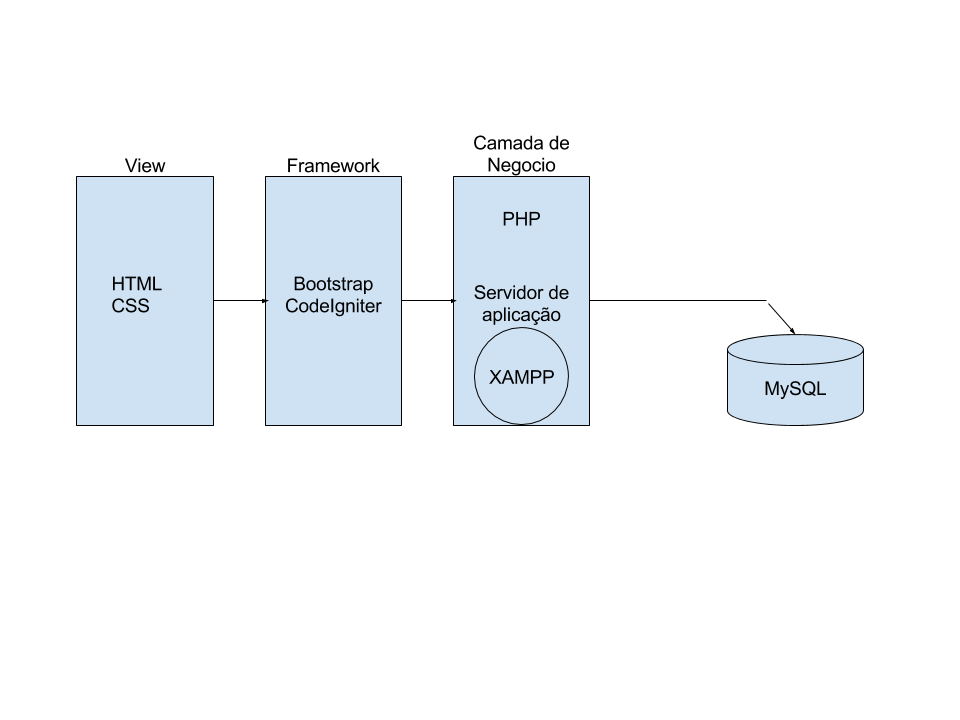 View
HTML
CSS
Framework
Bootstrap
CodeIgniter
Camada de
Negocio
PHP
Servidor de
aplicação
XAMPP
MySQL